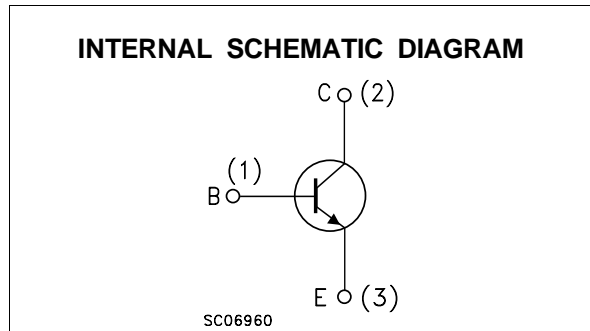 INTERNAL SCHEMATIC DIAGRAM
C (2)
(1)
B
E (3)
SC06960